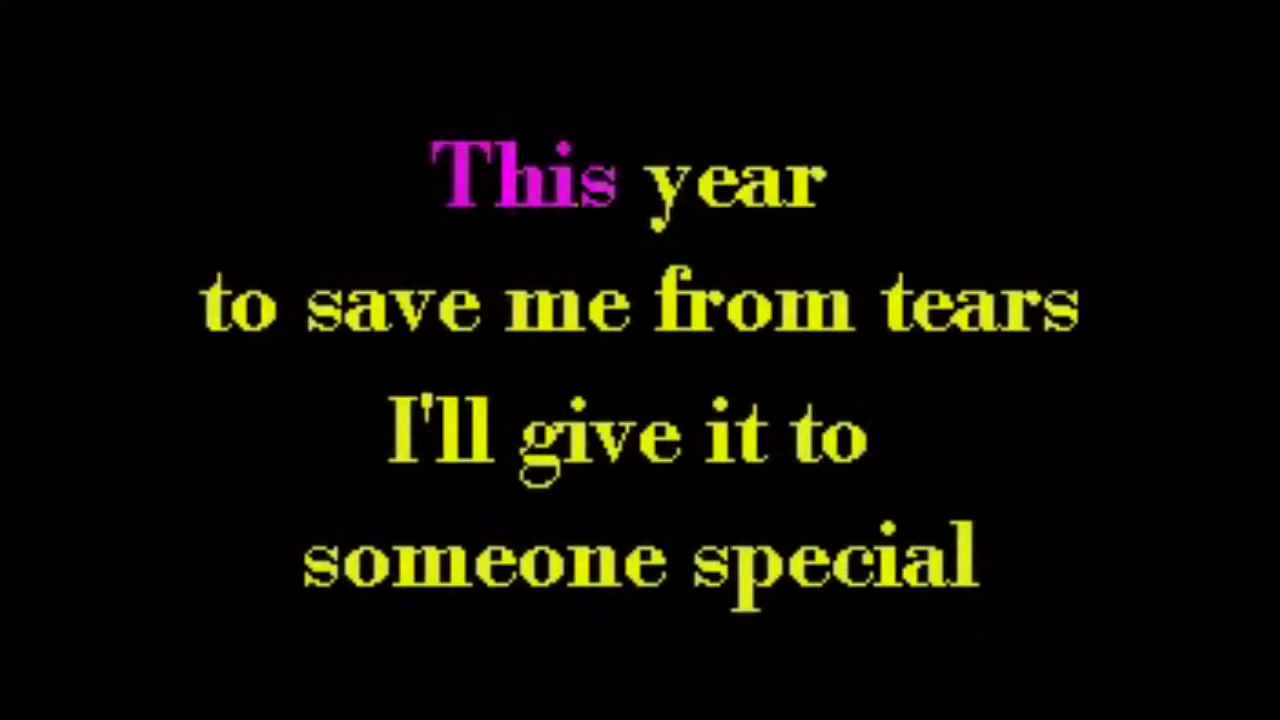 This year
to save me from tears
I'll give it to
someone special